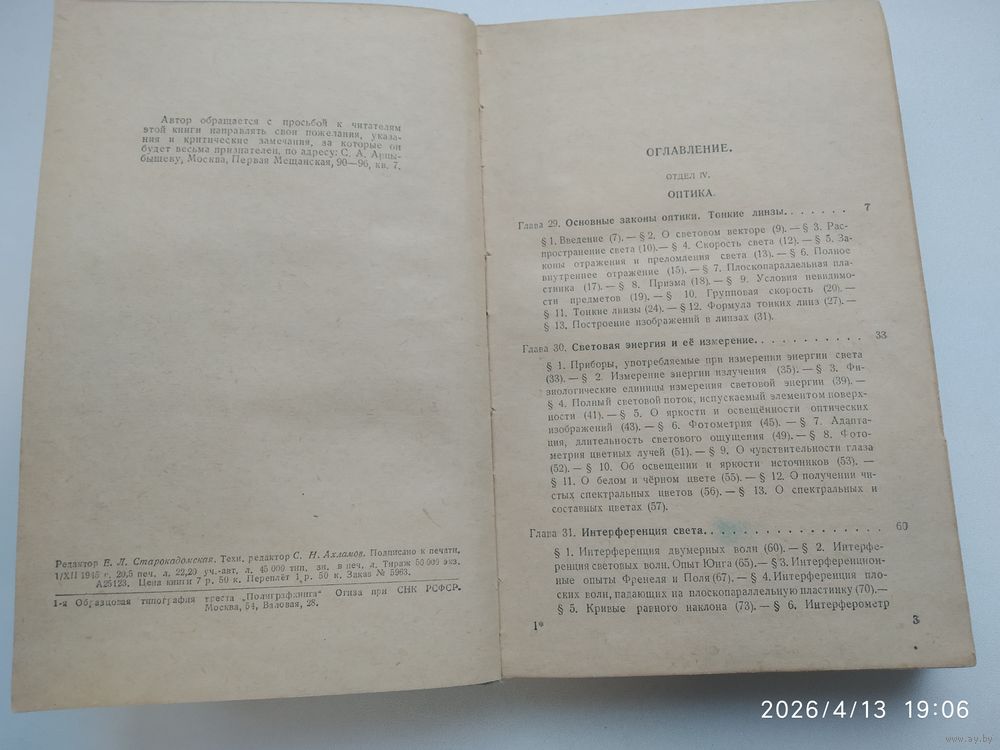 Автор обращается с просьбой к читателям
этой книги направлять свои пожелания, указа-
ния и критические замечания, за которые он
будет весьма признателен, по адресу: С. А. Арцы-
бышеву, Москва, Первая Мещанская, 90—96, кв. 7.
Редактор В. Л. Старокадомская. Техн. редактор С. Н. Ахламов. Подписано к печати,
1/XII 1945 г. 20,5 печ. л. 22,20 уч.-авт. л. 45 000 тип. зн. в печ. л. Тираж 50 000 экз.
А25123. Цена книги 7 р. 50 к. Переплёт 1 р. 50 к. Заказ № 5963.
1-я Образцовая типография треста „Полиграфкнига“ Огиза при СНК РСФСР.
Москва, 54, Валовая, 28.
ОГЛАВЛЕНИЕ.
ОТДЕЛ IV.
ОПТИКА.
Глава 29. Основные законы оптики. Тонкие линзы. . . . . . . 7
§ 1. Введение (7). — § 2. О световом векторе (9). — § 3. Рас-
пространение света (10). — § 4. Скорость света (12). — § 5. За-
коны отражения и преломления света (13). — § 6. Полное
внутреннее отражение (15). — § 7. Плоскопараллельная пла-
стинка (17). — § 8. Призма (18). — § 9. Условия невидимо-
сти предметов (19). — § 10. Групповая скорость (20). —
§ 11. Тонкие линзы (24). — § 12. Формула тонких линз (27). —
§ 13. Построение изображений в линзах (31).
Глава 30. Световая энергия и её измерение. . . . . . . . . . . 33
§ 1. Приборы, употребляемые при измерении энергии света
(33). — § 2. Измерение энергии излучения (35). — § 3. Фи-
зиологические единицы измерения световой энергии (39). —
§ 4. Полный световой поток, испускаемый элементом поверх-
ности (41). — § 5. О яркости и освещённости оптических
изображений (43). — § 6. Фотометрия (45). — § 7. Адапта-
ция, длительность светового ощущения (49). — § 8. Фото-
метрия цветных лучей (51). — § 9. О чувствительности глаза
(52). — § 10. Об освещении и яркости источников (53). —
§ 11. О белом и чёрном цвете (55). — § 12. О получении чи-
стых спектральных цветов (56). — § 13. О спектральных и
составных цветах (57).
Глава 31. Интерференция света. . . . . . . . . . . . . . . . 60
§ 1. Интерференция двумерных волн (60). — § 2. Интерфе-
ренция световых волн. Опыт Юнга (65). — § 3. Интерференцион-
ные опыты Френеля и Поля (67). — § 4. Интерференция плос-
ких волн, падающих на плоскопараллельную пластинку (70). —
§ 5. Кривые равного наклона (73). — § 6. Интерферометр
1* 3
2026/4/13 19:06
www.ay.by